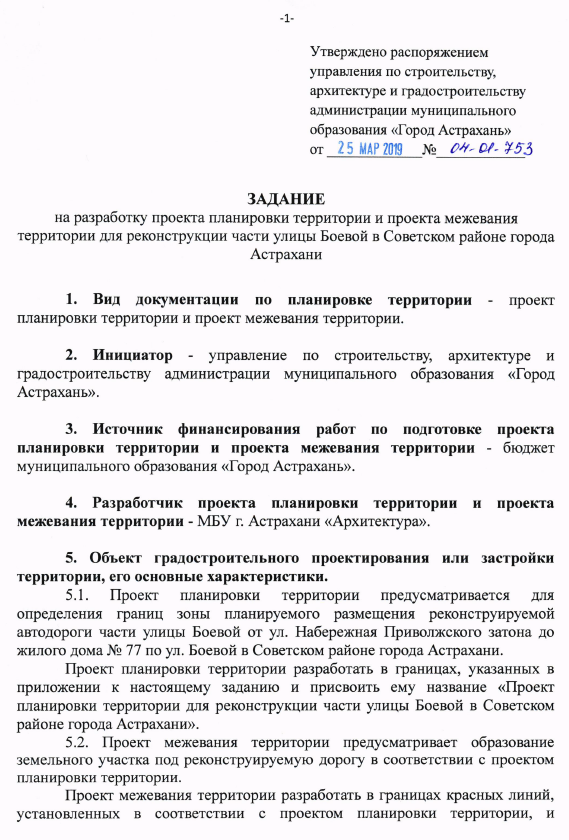 -1-
Утверждено распоряжением
управления по строительству,
архитектуре и градостроительству
администрации муниципального
образования «Город Астрахань»
от 25 МАР 2019 № 04-01-753
ЗАДАНИЕ
на разработку проекта планировки территории и проекта межевания
территории для реконструкции части улицы Боевой в Советском районе города
Астрахани
1. Вид документации по планировке территории - проект
планировки территории и проект межевания территории.
2. Инициатор - управление по строительству, архитектуре и
градостроительству администрации муниципального образования «Город
Астрахань».
3. Источник финансирования работ по подготовке проекта
планировки территории и проекта межевания территории - бюджет
муниципального образования «Город Астрахань».
4. Разработчик проекта планировки территории и проекта
межевания территории - МБУ г. Астрахани «Архитектура».
5. Объект градостроительного проектирования или застройки
территории, его основные характеристики.
5.1. Проект планировки территории предусматривается для
определения границ зоны планируемого размещения реконструируемой
автодороги части улицы Боевой от ул. Набережная Приволжского затона до
жилого дома № 77 по ул. Боевой в Советском районе города Астрахани.
Проект планировки территории разработать в границах, указанных в
приложении к настоящему заданию и присвоить ему название «Проект
планировки территории для реконструкции части улицы Боевой в Советском
районе города Астрахани».
5.2. Проект межевания территории предусматривает образование
земельного участка под реконструируемую дорогу в соответствии с проектом
планировки территории.
Проект межевания территории разработать в границах красных линий,
установленных в соответствии с проектом планировки территории, и